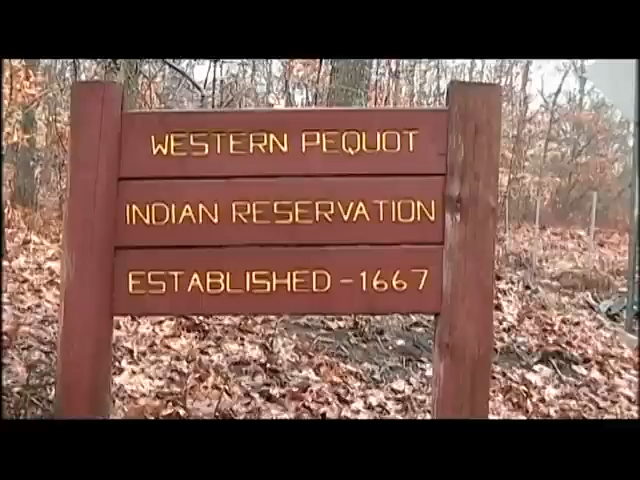 WESTERN PEQUOT
INDIAN RESERVATION
ESTABLISHED - 1667